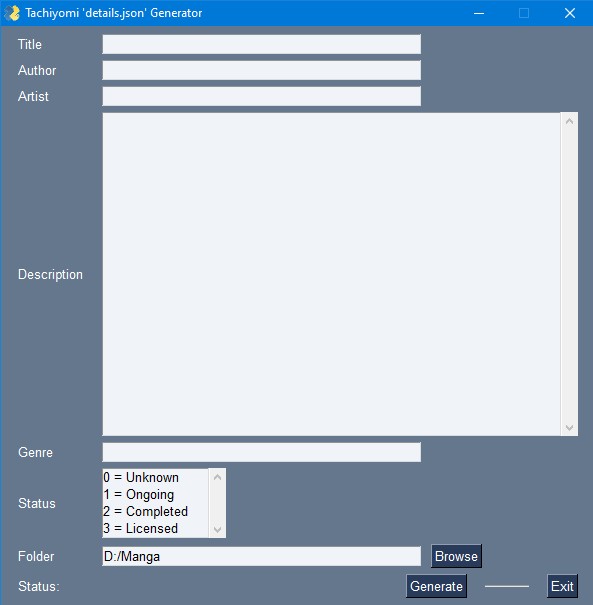 Tachiyomi 'details.json' Generator
Title
Author
Artist
Description
Genre
Status
0 = Unknown
1 = Ongoing
2 = Completed
3 = Licensed
Folder D:/Manga Browse
Status: Generate Exit